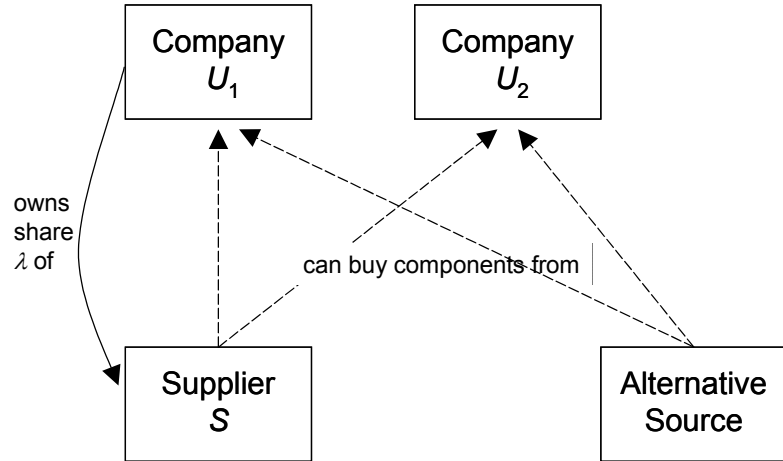 Company
U₁
Company
U₂
owns
share
λ of
can buy components from
Supplier
S
Alternative
Source